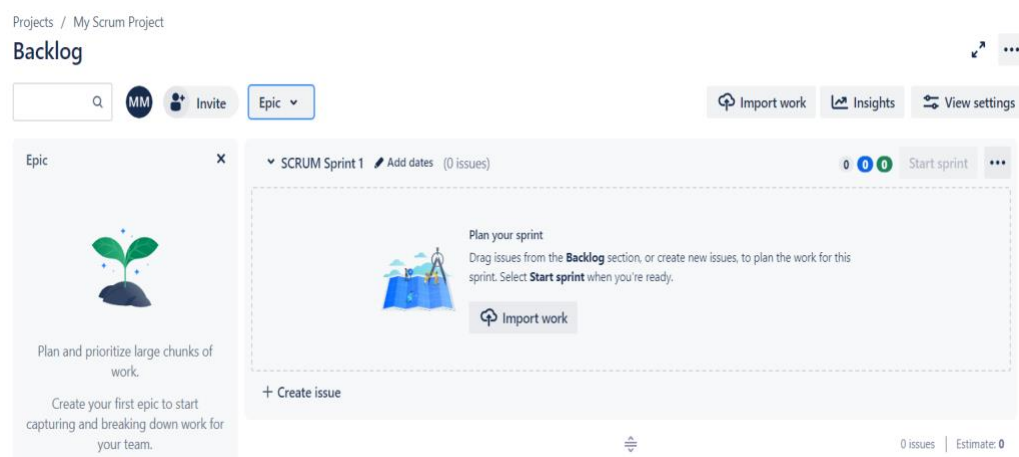 Projects / My Scrum Project
Backlog
MM
Invite
Epic
Import work
Insights
View settings
Epic
SCRUM Sprint 1 Add dates (0 issues)
0 0 0
Start sprint
Plan your sprint
Drag issues from the Backlog section, or create new issues, to plan the work for this
sprint. Select Start sprint when you're ready.
Import work
Plan and prioritize large chunks of
work.
Create your first epic to start
capturing and breaking down work for
your team.
+ Create issue
0 issues | Estimate: 0